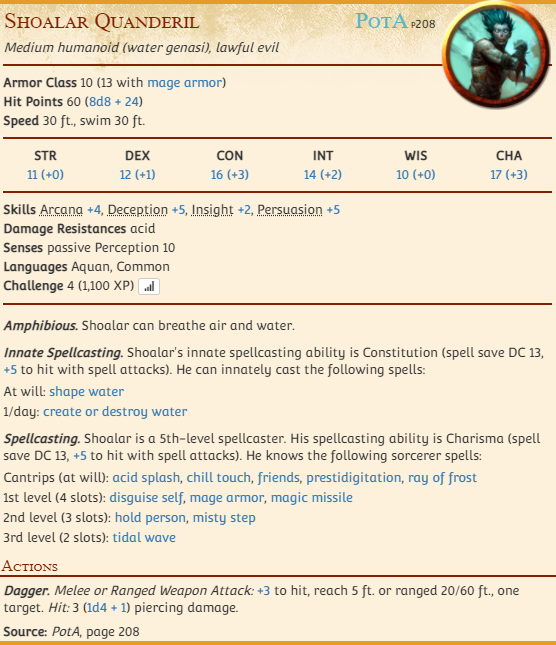 Shoalar Quanderil PotA p208
Medium humanoid (water genasi), lawful evil
Armor Class 10 (13 with mage armor)
Hit Points 60 (8d8 + 24)
Speed 30 ft., swim 30 ft.
STR DEX CON INT WIS CHA
11 (+0) 12 (+1) 16 (+3) 14 (+2) 10 (+0) 17 (+3)
Skills Arcana +4, Deception +5, Insight +2, Persuasion +5
Damage Resistances acid
Senses passive Perception 10
Languages Aquan, Common
Challenge 4 (1,100 XP)
Amphibious. Shoalar can breathe air and water.
Innate Spellcasting. Shoalar's innate spellcasting ability is Constitution (spell save DC 13,
+5 to hit with spell attacks). He can innately cast the following spells:
At will: shape water
1/day: create or destroy water
Spellcasting. Shoalar is a 5th-level spellcaster. His spellcasting ability is Charisma (spell
save DC 13, +5 to hit with spell attacks). He knows the following sorcerer spells:
Cantrips (at will): acid splash, chill touch, friends, prestidigitation, ray of frost
1st level (4 slots): disguise self, mage armor, magic missile
2nd level (3 slots): hold person, misty step
3rd level (2 slots): tidal wave
Actions
Dagger. Melee or Ranged Weapon Attack: +3 to hit, reach 5 ft. or ranged 20/60 ft., one
target. Hit: 3 (1d4 + 1) piercing damage.
Source: PotA, page 208